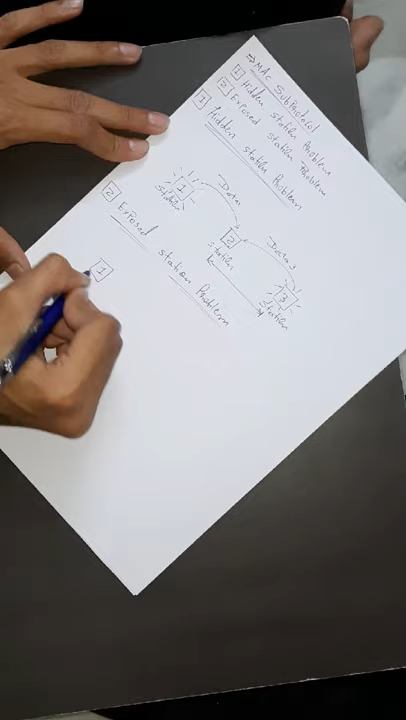 → MAC SubProtocol
1 Hidden station Problem
2 Exposed station Problem
1 Hidden station Problem
1 Data
station
2 Data
station
3
station
2 Exposed station Problem
1